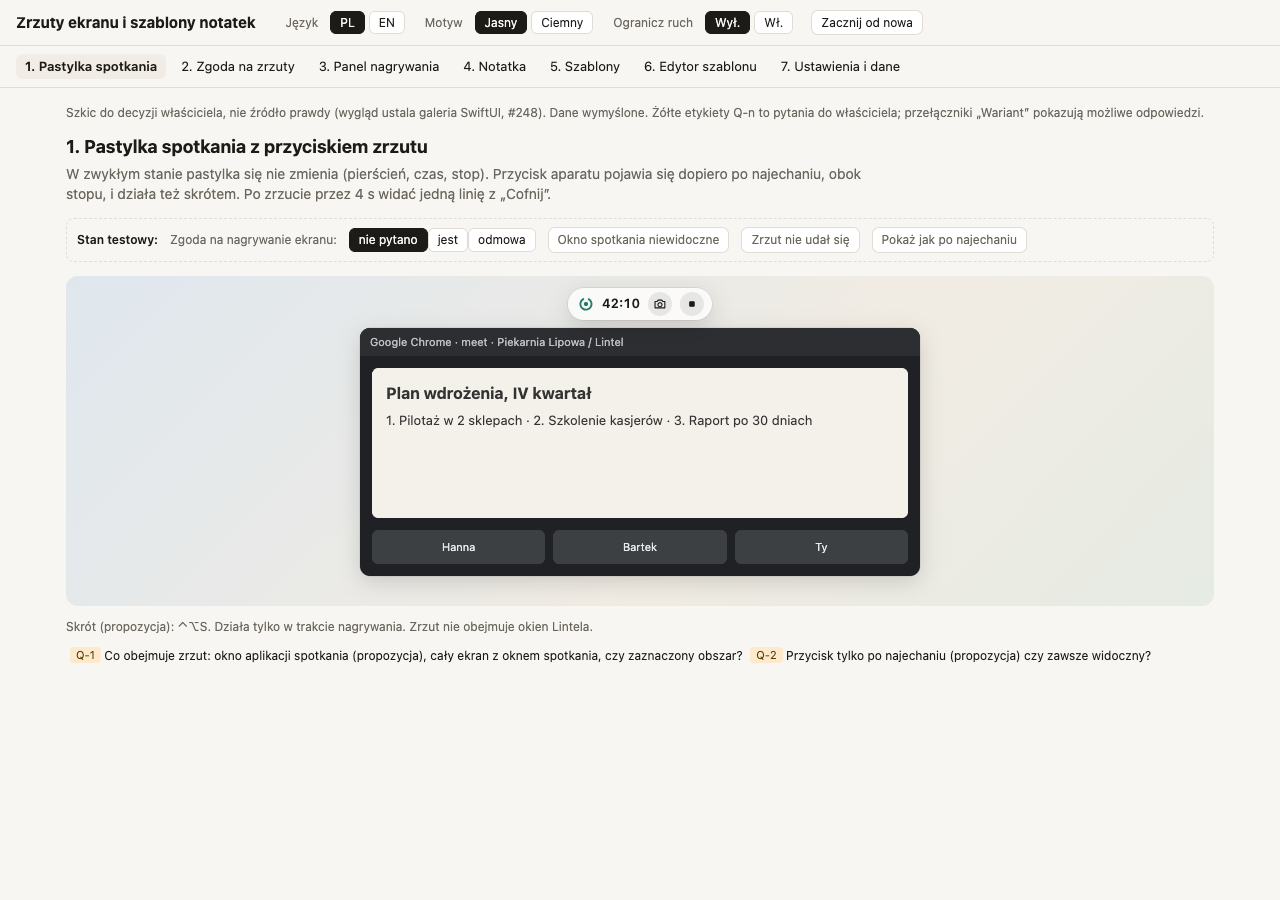 Zrzuty ekranu i szablony notatek Język PL EN Motyw Jasny Ciemny Ogranicz ruch Wył. Wł. Zacznij od nowa
1. Pastylka spotkania 2. Zgoda na zrzuty 3. Panel nagrywania 4. Notatka 5. Szablony 6. Edytor szablonu 7. Ustawienia i dane
Szkic do decyzji właściciela, nie źródło prawdy (wygląd ustala galeria SwiftUI, #248). Dane wymyślone. Żółte etykiety Q-n to pytania do właściciela; przełączniki „Wariant” pokazują możliwe odpowiedzi.
1. Pastylka spotkania z przyciskiem zrzutu
W zwykłym stanie pastylka się nie zmienia (pierścień, czas, stop). Przycisk aparatu pojawia się dopiero po najechaniu, obok
stopu, i działa też skrótem. Po zrzucie przez 4 s widać jedną linię z „Cofnij”.
Stan testowy: Zgoda na nagrywanie ekranu: nie pytano jest odmowa Okno spotkania niewidoczne Zrzut nie udał się Pokaż jak po najechaniu
42:10
Google Chrome · meet · Piekarnia Lipowa / Lintel
Plan wdrożenia, IV kwartał
1. Pilotaż w 2 sklepach · 2. Szkolenie kasjerów · 3. Raport po 30 dniach
Hanna Bartek Ty
Skrót (propozycja): ⌃⌥S. Działa tylko w trakcie nagrywania. Zrzut nie obejmuje okien Lintela.
Q-1 Co obejmuje zrzut: okno aplikacji spotkania (propozycja), cały ekran z oknem spotkania, czy zaznaczony obszar? Q-2 Przycisk tylko po najechaniu (propozycja) czy zawsze widoczny?